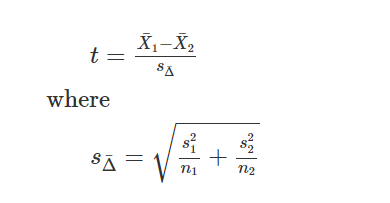 t = X̄₁−X̄₂ / s_Δ̄
where
s_Δ̄ = √(s₁²/n₁ + s₂²/n₂)